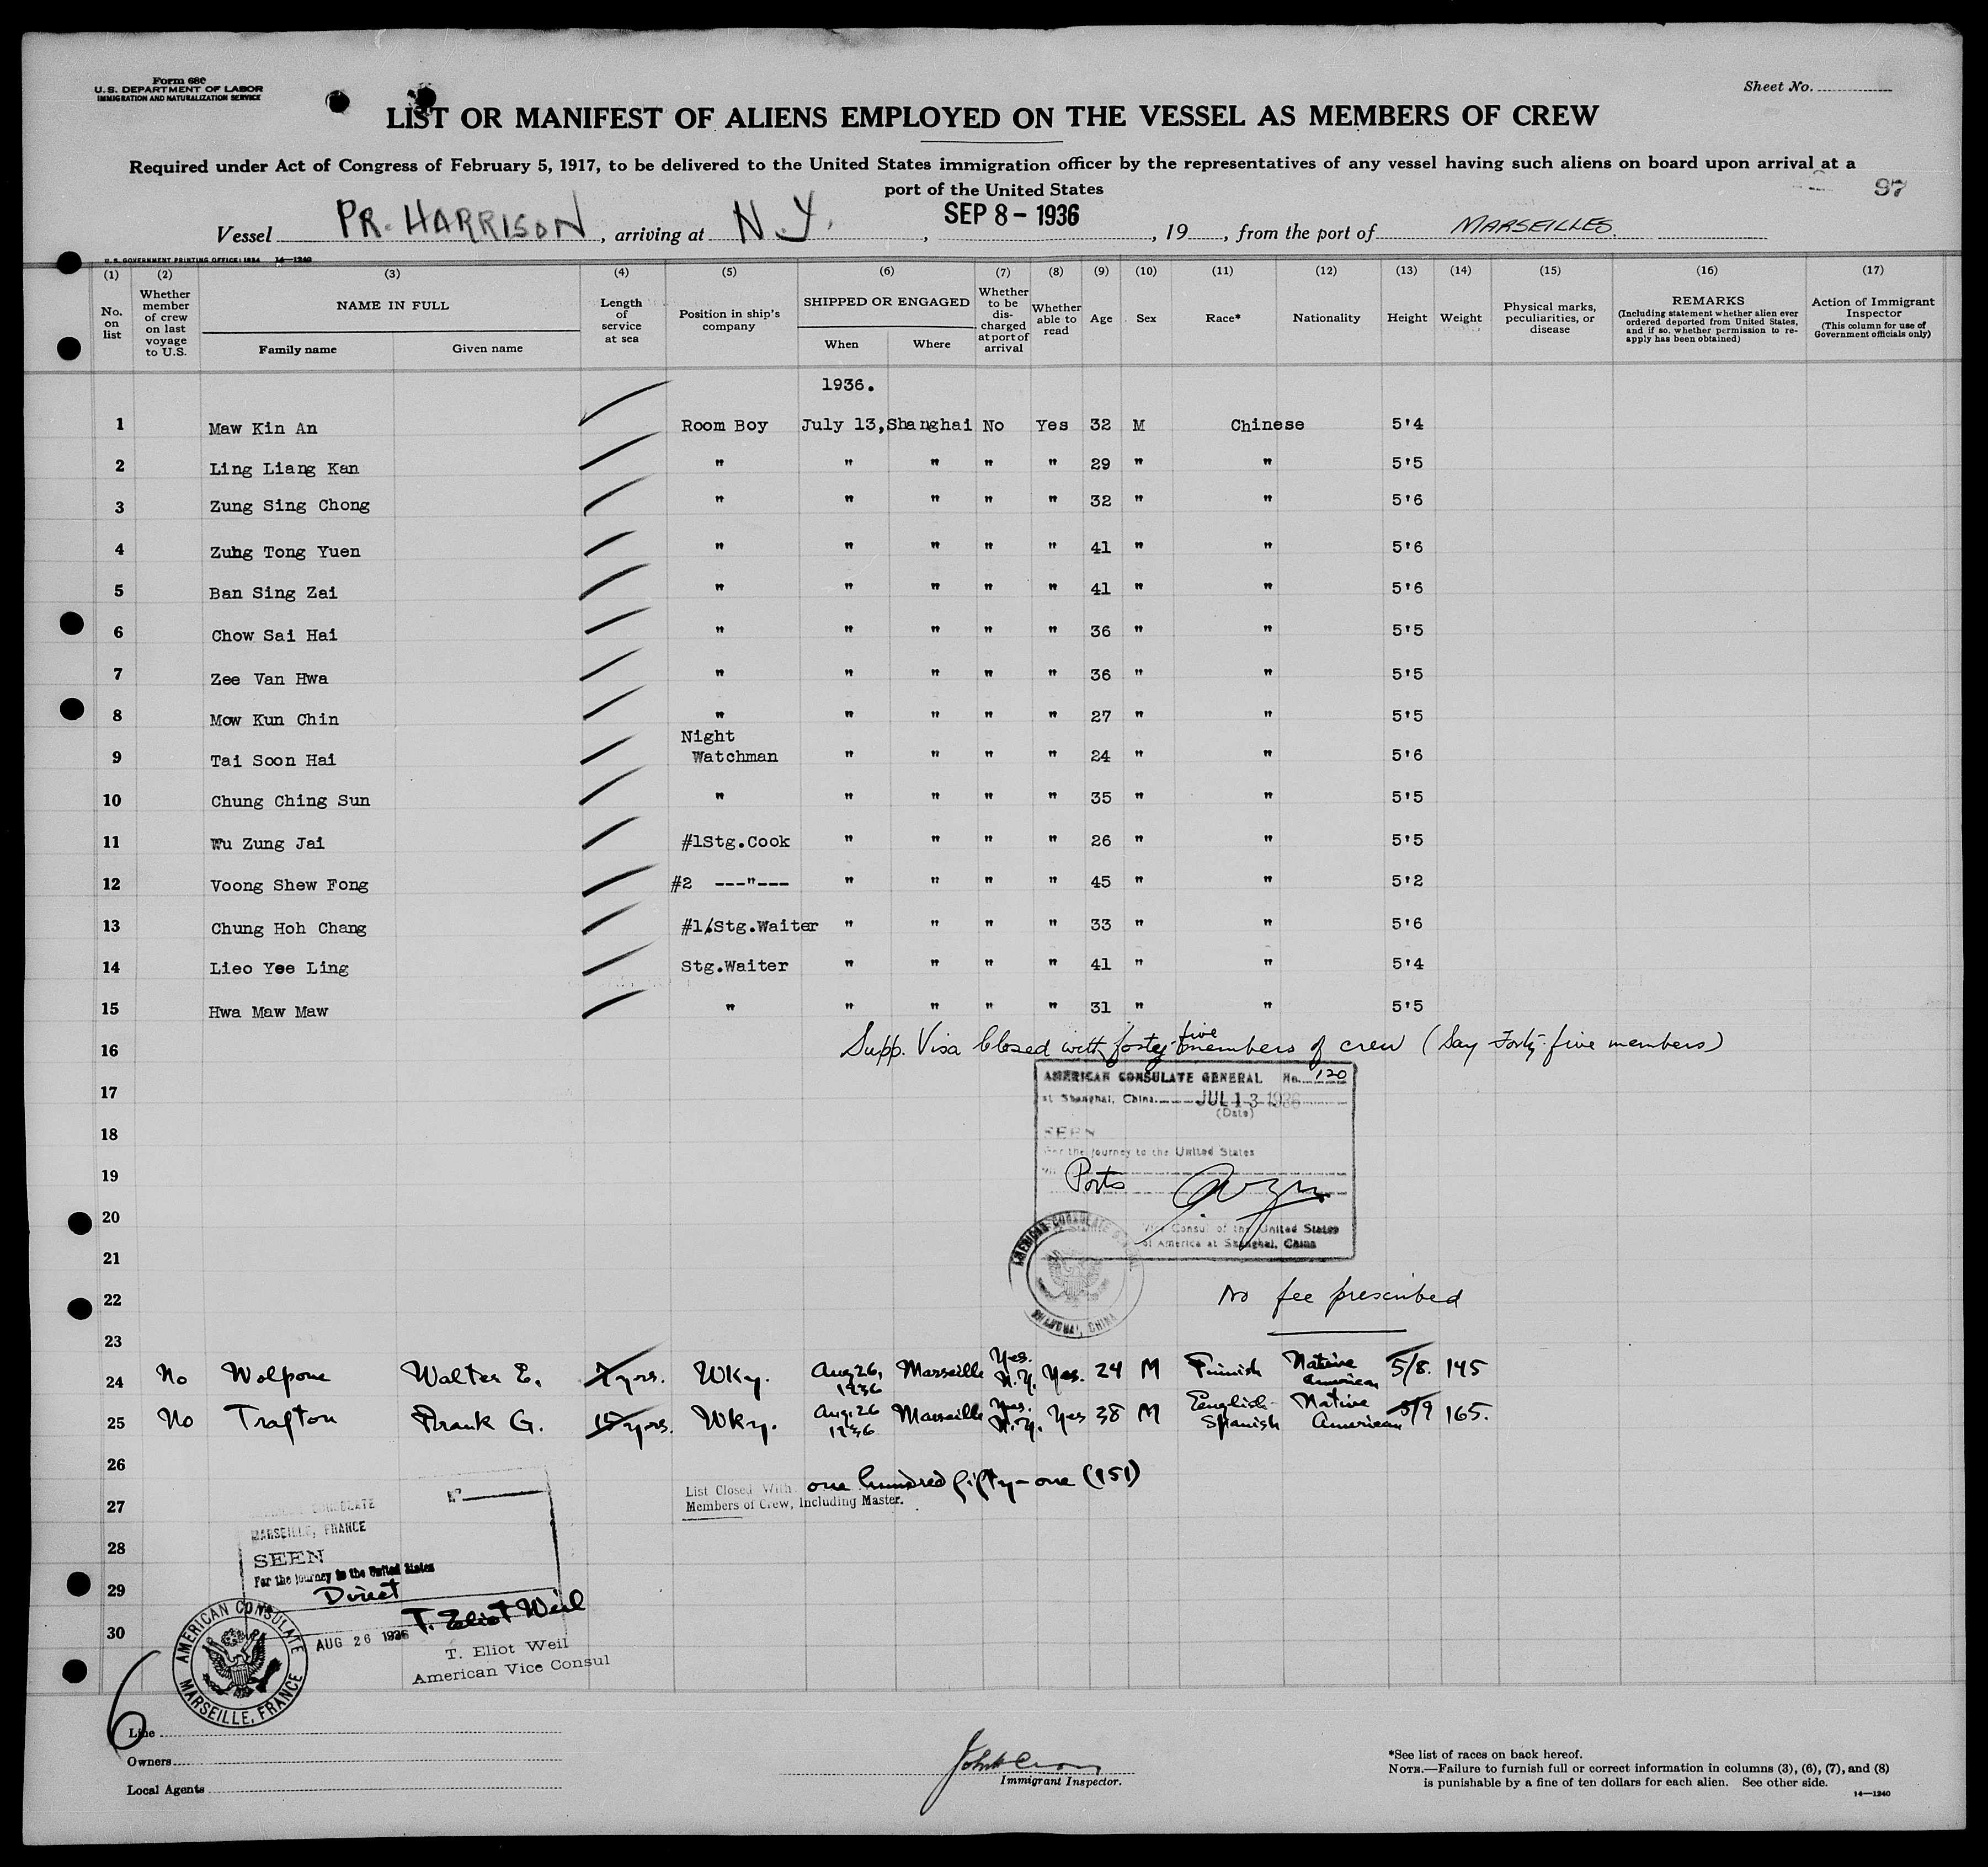 Form 680
U.S. DEPARTMENT OF LABOR
IMMIGRATION AND NATURALIZATION SERVICE
Sheet No.
LIST OR MANIFEST OF ALIENS EMPLOYED ON THE VESSEL AS MEMBERS OF CREW
Required under Act of Congress of February 5, 1917, to be delivered to the United States immigration officer by the representatives of any vessel having such aliens on board upon arrival at a
port of the United States
97
Vessel PR. HARRISON, arriving at N.Y., SEP 8 - 1936, 19, from the port of MARSEILLES.
U. S. GOVERNMENT PRINTING OFFICE: 1934 14—1240
(1) (2) (3) (4) (5) (6) (7) (8) (9) (10) (11) (12) (13) (14) (15) (16) (17)
No. on list
Whether member of crew on last voyage to U.S.
NAME IN FULL
Family name Given name
Length of service at sea
Position in ship's company
SHIPPED OR ENGAGED
When Where
Whether to be discharged at port of arrival
Whether able to read
Age
Sex
Race*
Nationality
Height
Weight
Physical marks, peculiarities, or disease
REMARKS
(Including statement whether alien ever ordered deported from United States, and if so, whether permission to re-apply has been obtained)
Action of Immigrant Inspector
(This column for use of Government officials only)
1936.
1 Maw Kin An Room Boy July 13, Shanghai No Yes 32 M Chinese 5'4
2 Ling Liang Kan " " " " " 29 " " 5'5
3 Zung Sing Chong " " " " " 32 " " 5'6
4 Zung Tong Yuen " " " " " 41 " " 5'6
5 Ban Sing Zai " " " " " 41 " " 5'6
6 Chow Sai Hai " " " " " 36 " " 5'5
7 Zee Van Hwa " " " " " 36 " " 5'5
8 Mow Kun Chin " " " " " 27 " " 5'5
9 Tai Soon Hai Night Watchman " " " " 24 " " 5'6
10 Chung Ching Sun " " " " " 35 " " 5'5
11 Wu Zung Jai #1Stg.Cook " " " " 26 " " 5'5
12 Voong Shew Fong #2 ---"--- " " " " 45 " " 5'2
13 Chung Hoh Chang #1/Stg.Waiter " " " " 33 " " 5'6
14 Lieo Yee Ling Stg.Waiter " " " " 41 " " 5'4
15 Hwa Maw Maw " " " " " 31 " " 5'5
16 Supp. Visa Closed with forty-five members of crew (Say Forty-five members)
AMERICAN CONSULATE GENERAL No. 120
17 at Shanghai, China JUL 13 1936
(Date)
18 SEEN
For the journey to the United States
19 Ports
20
Vice Consul of the United States
of America at Shanghai, China
AMERICAN CONSULATE GENERAL
SHANGHAI, CHINA
21
22 No fee prescribed
23
24 No Wolpone Walter E. 7 yrs. Wky. Aug 26, 1936 Marseille Yes. N.Y. Yes. 24 M Finnish Native American 5/8. 145
25 No Trafton Frank G. 15 yrs. Wky. Aug. 26 1936 Marseille Yes. N.Y. Yes 38 M English-Spanish Native American 5/9 165.
26
List Closed With one hundred fifty-one (151)
27 Members of Crew, Including Master.
CONSULATE
MARSEILLE, FRANCE
28 SEEN
For the journey to the United States
29 Direct
T. Eliot Weil
30 AUG 26 1936
T. Eliot Weil
American Vice Consul
AMERICAN CONSULATE
MARSEILLE, FRANCE
6
Line
Owners
Local Agents
Immigrant Inspector.
*See list of races on back hereof.
NOTE.—Failure to furnish full or correct information in columns (3), (6), (7), and (8)
is punishable by a fine of ten dollars for each alien. See other side.
14—1240